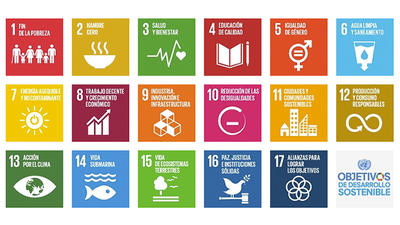 1 FIN
DE LA POBREZA
2 HAMBRE
CERO
3 SALUD
Y BIENESTAR
4 EDUCACIÓN
DE CALIDAD
5 IGUALDAD
DE GÉNERO
6 AGUA LIMPIA
Y SANEAMIENTO
7 ENERGÍA ASEQUIBLE
Y NO CONTAMINANTE
8 TRABAJO DECENTE
Y CRECIMIENTO
ECONÓMICO
9 INDUSTRIA,
INNOVACIÓN E
INFRAESTRUCTURA
10 REDUCCIÓN DE LAS
DESIGUALDADES
11 CIUDADES Y
COMUNIDADES
SOSTENIBLES
12 PRODUCCIÓN
Y CONSUMO
RESPONSABLES
13 ACCIÓN
POR EL CLIMA
14 VIDA
SUBMARINA
15 VIDA
DE ECOSISTEMAS
TERRESTRES
16 PAZ, JUSTICIA
E INSTITUCIONES
SÓLIDAS
17 ALIANZAS PARA
LOGRAR
LOS OBJETIVOS
OBJETIVOS
DE DESARROLLO
SOSTENIBLE